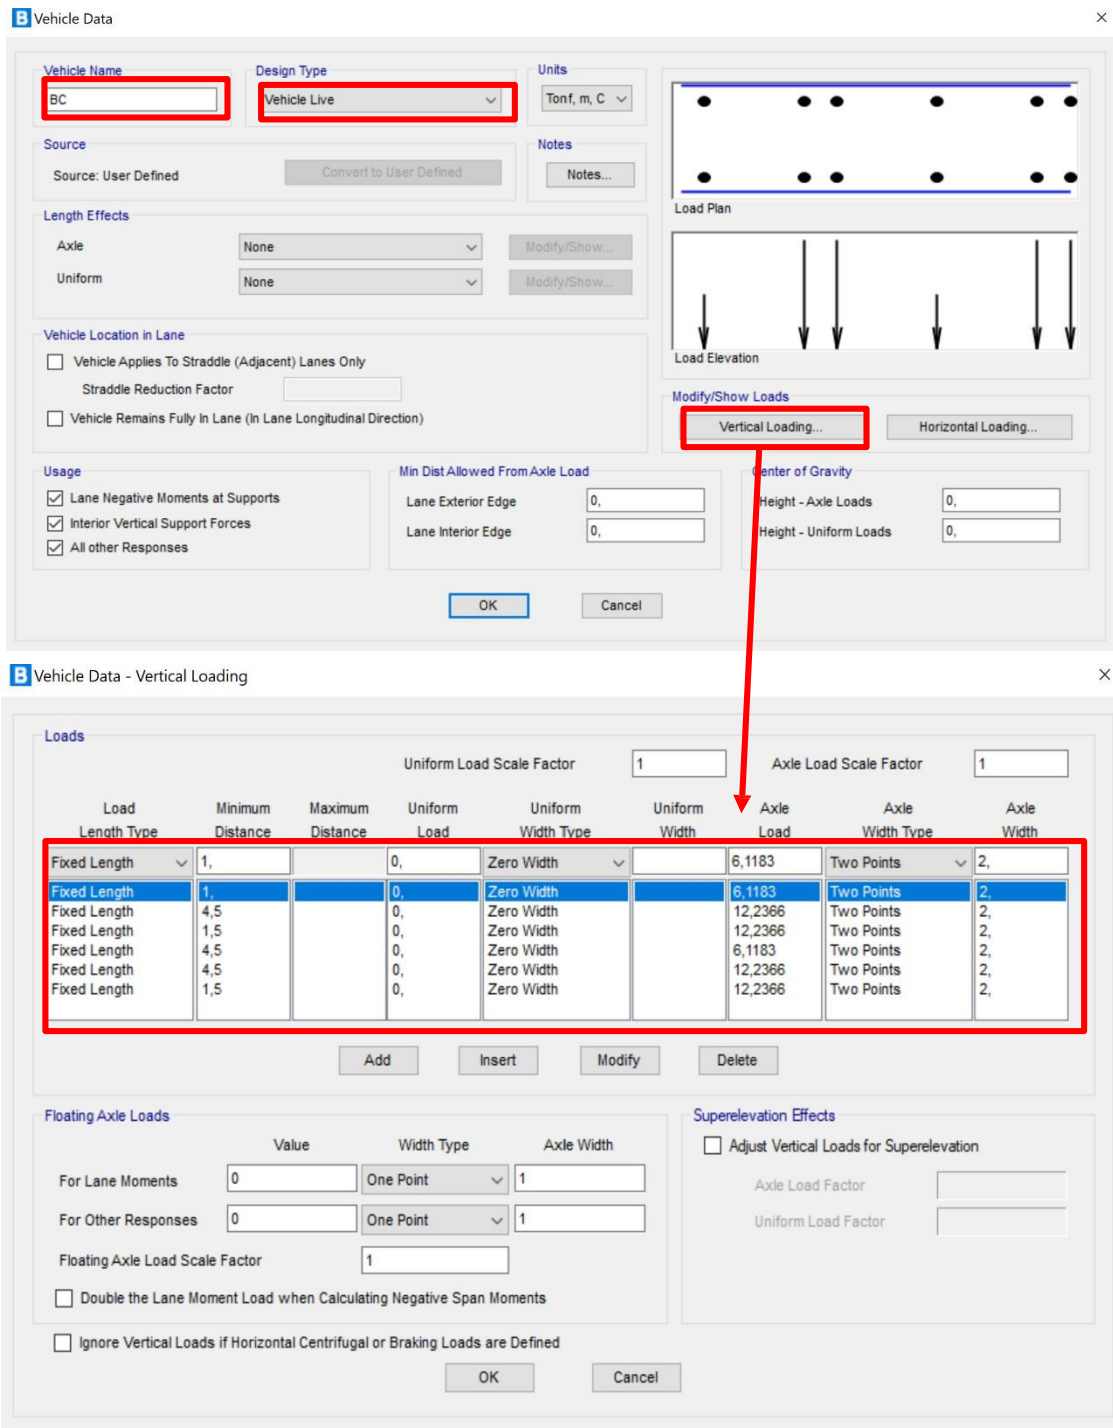 B Vehicle Data
Vehicle Name Design Type Units
BC Vehicle Live Tonf, m, C
Source Notes
Source: User Defined Convert to User Defined Notes...
Load Plan
Length Effects
Axle None Modify/Show...
Uniform None Modify/Show...
Load Elevation
Vehicle Location in Lane
Vehicle Applies To Straddle (Adjacent) Lanes Only
Straddle Reduction Factor
Vehicle Remains Fully In Lane (In Lane Longitudinal Direction)
Modify/Show Loads
Vertical Loading... Horizontal Loading...
Usage Min Dist Allowed From Axle Load Center of Gravity
Lane Negative Moments at Supports Lane Exterior Edge 0, Height - Axle Loads 0,
Interior Vertical Support Forces Lane Interior Edge 0, Height - Uniform Loads 0,
All other Responses
OK Cancel
B Vehicle Data - Vertical Loading
Loads
Uniform Load Scale Factor 1 Axle Load Scale Factor 1
Load Minimum Maximum Uniform Uniform Uniform Axle Axle Axle
Length Type Distance Distance Load Width Type Width Load Width Type Width
Fixed Length 1, 0, Zero Width 6,1183 Two Points 2,
Fixed Length 1, 0, Zero Width 6,1183 Two Points 2,
Fixed Length 4,5 0, Zero Width 12,2366 Two Points 2,
Fixed Length 1,5 0, Zero Width 12,2366 Two Points 2,
Fixed Length 4,5 0, Zero Width 6,1183 Two Points 2,
Fixed Length 4,5 0, Zero Width 12,2366 Two Points 2,
Fixed Length 1,5 0, Zero Width 12,2366 Two Points 2,
Add Insert Modify Delete
Floating Axle Loads Superelevation Effects
Value Width Type Axle Width Adjust Vertical Loads for Superelevation
For Lane Moments 0 One Point 1 Axle Load Factor
For Other Responses 0 One Point 1 Uniform Load Factor
Floating Axle Load Scale Factor 1
Double the Lane Moment Load when Calculating Negative Span Moments
Ignore Vertical Loads if Horizontal Centrifugal or Braking Loads are Defined
OK Cancel